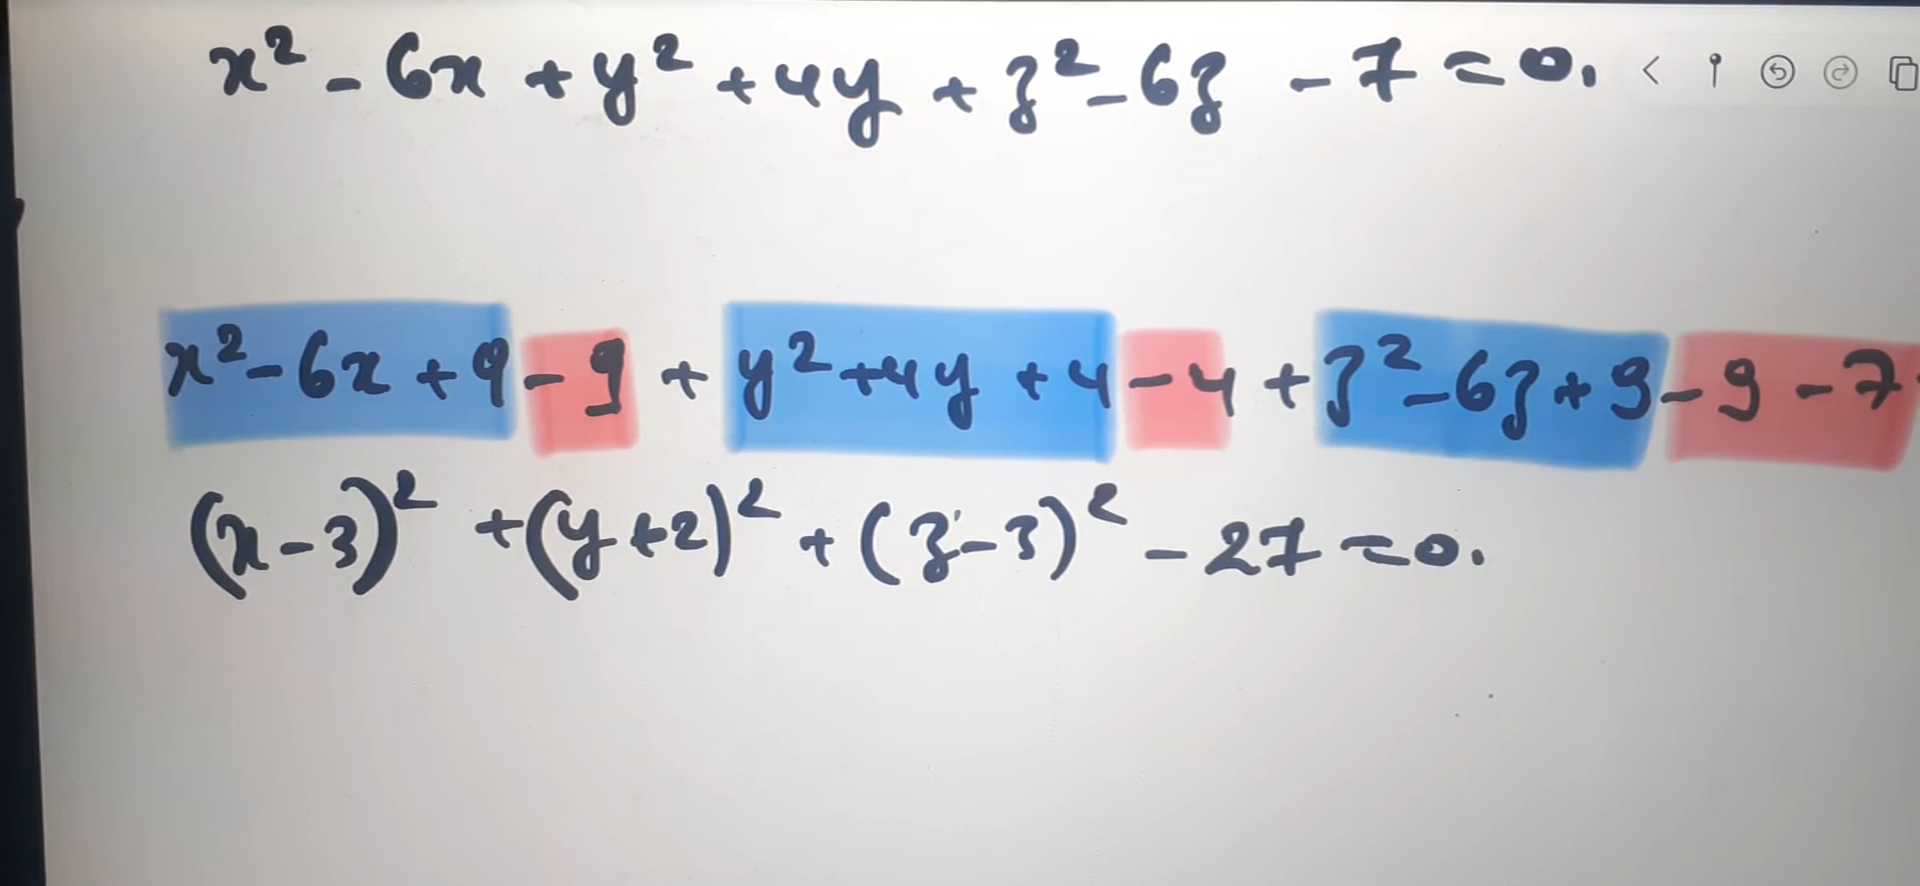 x² - 6x + y² + 4y + z² - 6z - 7 = 0.
x² - 6x + 9 - 9 + y² + 4y + 4 - 4 + z² - 6z + 9 - 9 - 7
(x - 3)² + (y + 2)² + (z - 3)² - 27 = 0.